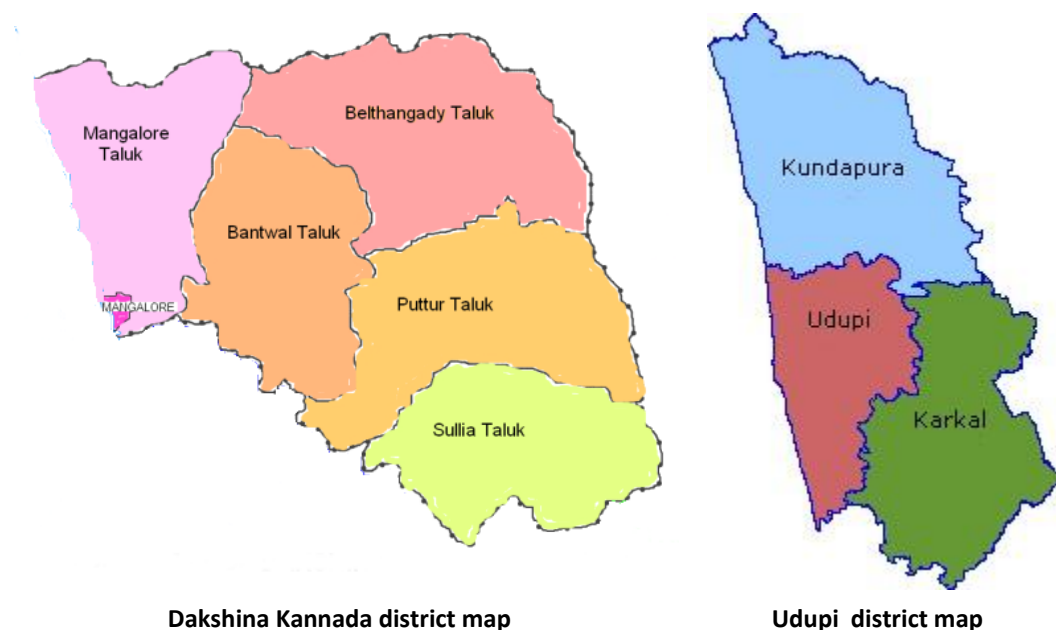 Mangalore
Taluk
Belthangady Taluk
Bantwal Taluk
MANGALORE
Puttur Taluk
Sullia Taluk
Kundapura
Udupi
Karkal
Dakshina Kannada district map
Udupi  district map